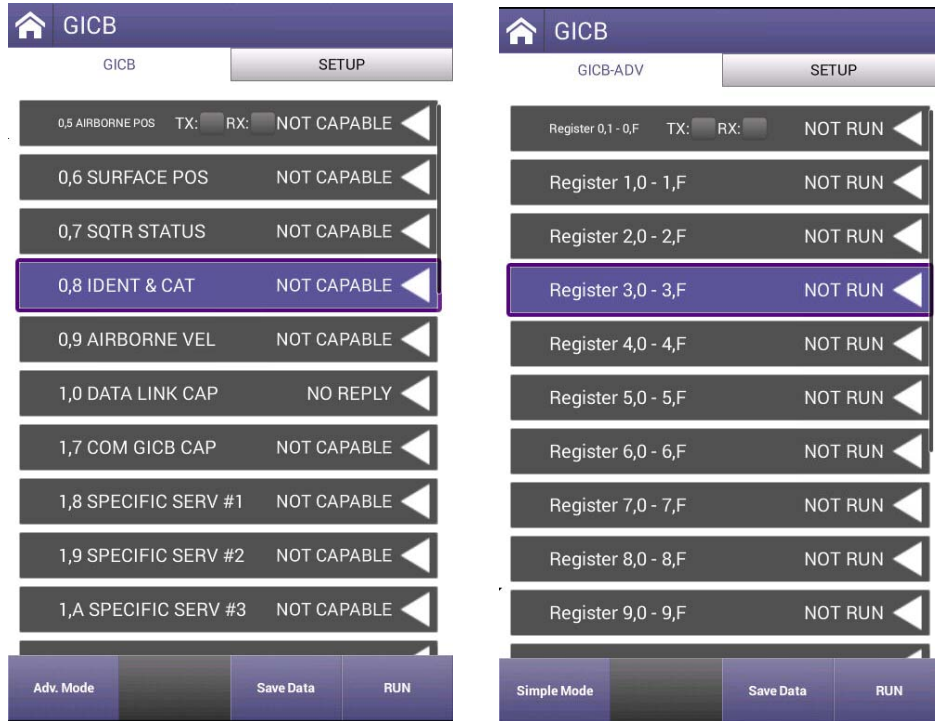 GICB
GICB SETUP
0,5 AIRBORNE POS TX: RX: NOT CAPABLE
0,6 SURFACE POS NOT CAPABLE
0,7 SQTR STATUS NOT CAPABLE
0,8 IDENT & CAT NOT CAPABLE
0,9 AIRBORNE VEL NOT CAPABLE
1,0 DATA LINK CAP NO REPLY
1,7 COM GICB CAP NOT CAPABLE
1,8 SPECIFIC SERV #1 NOT CAPABLE
1,9 SPECIFIC SERV #2 NOT CAPABLE
1,A SPECIFIC SERV #3 NOT CAPABLE
Adv. Mode Save Data RUN
GICB
GICB-ADV SETUP
Register 0,1 - 0,F TX: RX: NOT RUN
Register 1,0 - 1,F NOT RUN
Register 2,0 - 2,F NOT RUN
Register 3,0 - 3,F NOT RUN
Register 4,0 - 4,F NOT RUN
Register 5,0 - 5,F NOT RUN
Register 6,0 - 6,F NOT RUN
Register 7,0 - 7,F NOT RUN
Register 8,0 - 8,F NOT RUN
Register 9,0 - 9,F NOT RUN
Simple Mode Save Data RUN